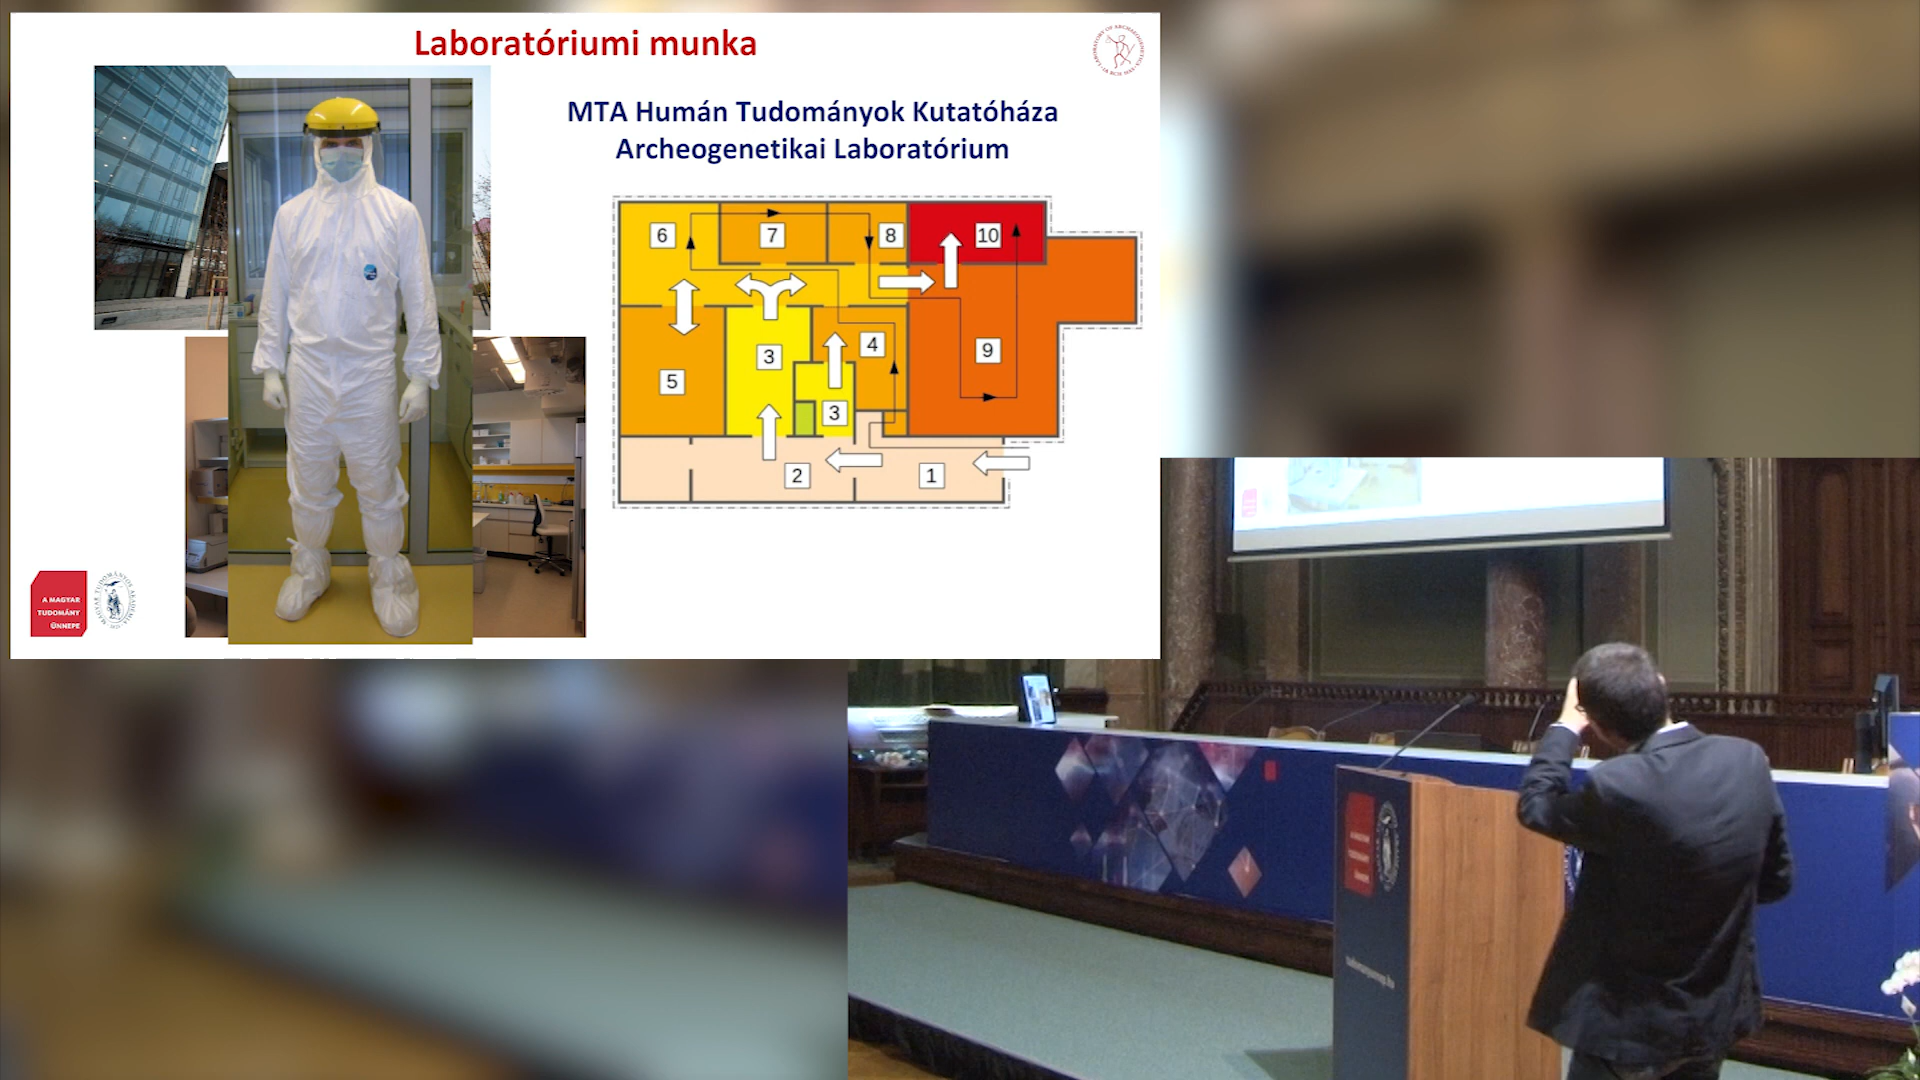 Laboratóriumi munka
MTA Humán Tudományok Kutatóháza
Archeogenetikai Laboratórium
6
7
8
10
3
4
9
5
3
2
1
A MAGYAR
TUDOMÁNY
ÜNNEPE